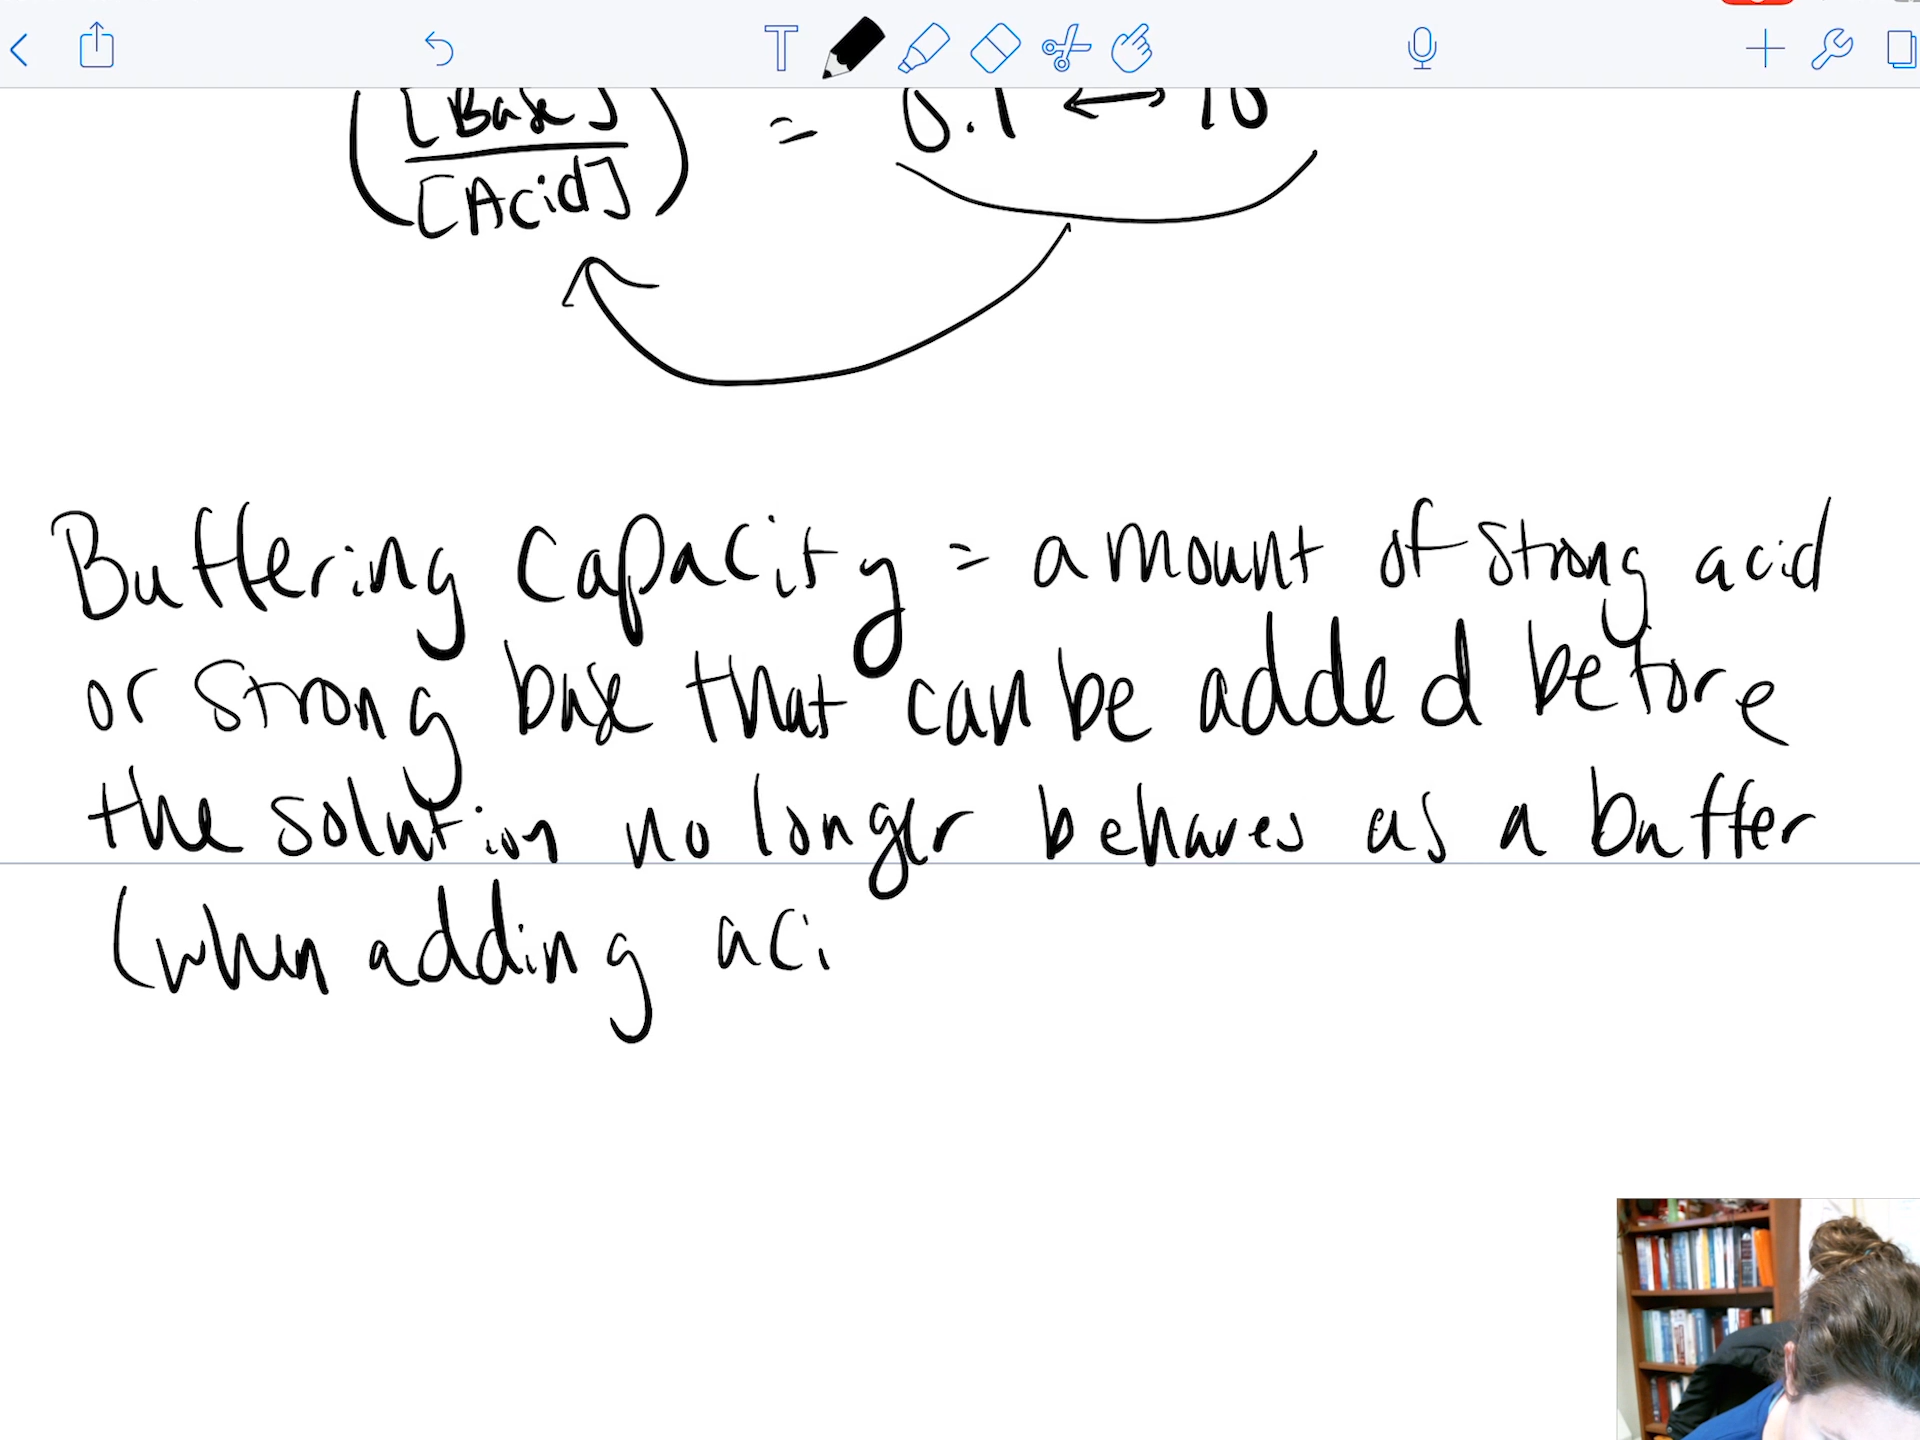 ([Base]/[Acid]) = 0.1 ↔ 10
Buffering capacity = amount of strong acid
or strong base that can be added before
the solution no longer behaves as a buffer
(when adding aci
T